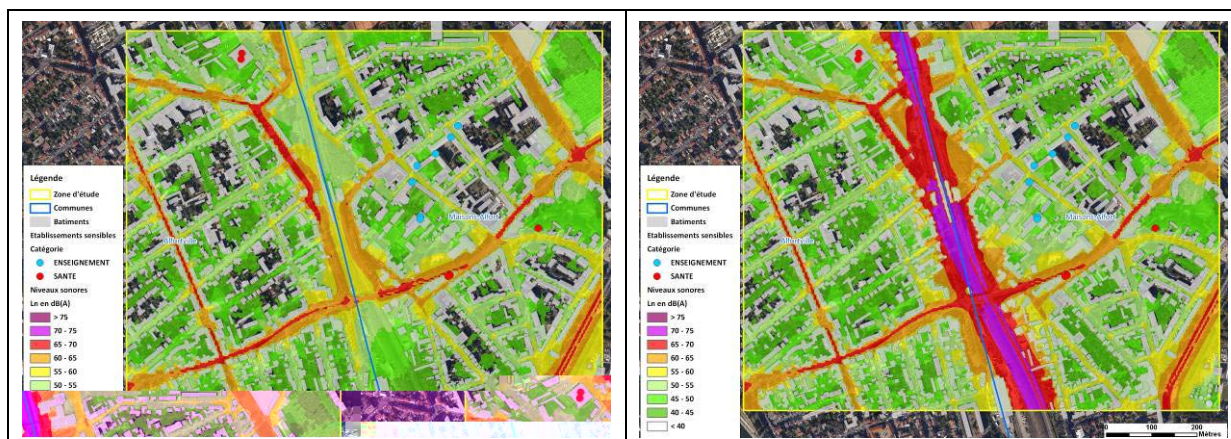 Légende
Zone d'étude
Communes
Batiments
Etablissements sensibles
Catégorie
ENSEIGNEMENT
SANTE
Niveaux sonores
Ln en dB(A)
> 75
70 - 75
65 - 70
60 - 65
55 - 60
50 - 55
Alfortville
Maisons-Alfort
Légende
Zone d'étude
Communes
Batiments
Etablissements sensibles
Catégorie
ENSEIGNEMENT
SANTE
Niveaux sonores
Ln en dB(A)
> 75
70 - 75
65 - 70
60 - 65
55 - 60
50 - 55
45 - 50
40 - 45
< 40
Alfortville
Maisons-Alfort
0 100 200
Mètres